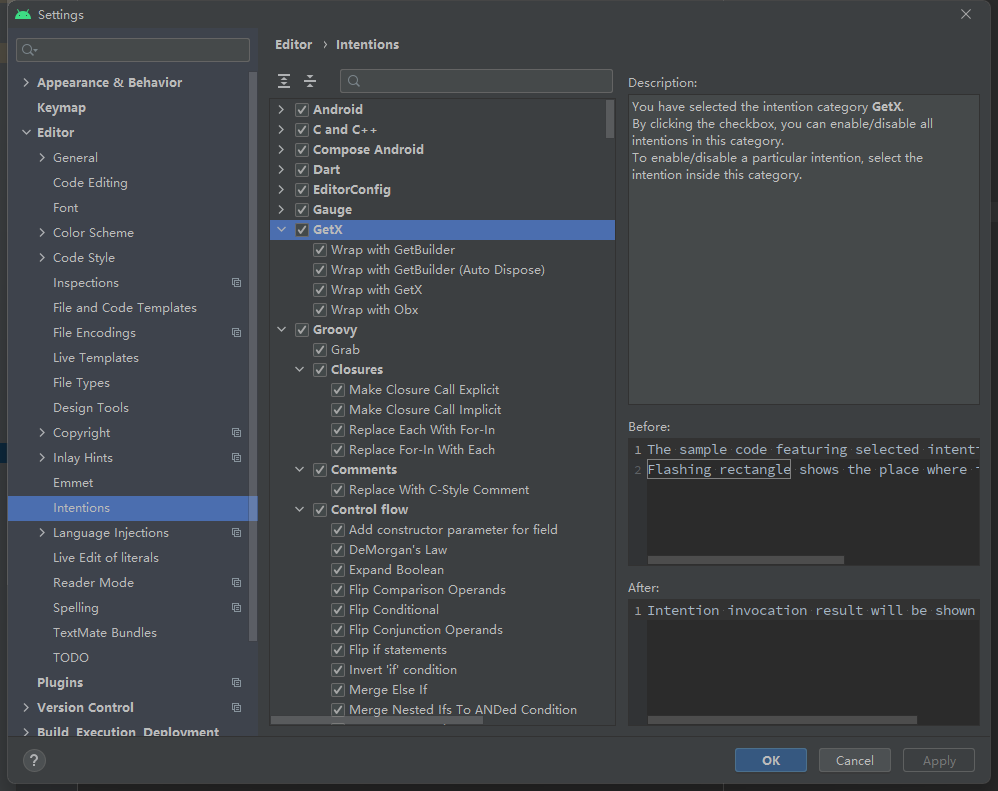 Settings
Appearance & Behavior
Keymap
Editor
General
Code Editing
Font
Color Scheme
Code Style
Inspections
File and Code Templates
File Encodings
Live Templates
File Types
Design Tools
Copyright
Inlay Hints
Emmet
Intentions
Language Injections
Live Edit of literals
Reader Mode
Spelling
TextMate Bundles
TODO
Plugins
Version Control
Build, Execution, Deployment
Editor › Intentions
Android
C and C++
Compose Android
Dart
EditorConfig
Gauge
GetX
Wrap with GetBuilder
Wrap with GetBuilder (Auto Dispose)
Wrap with GetX
Wrap with Obx
Groovy
Grab
Closures
Make Closure Call Explicit
Make Closure Call Implicit
Replace Each With For-In
Replace For-In With Each
Comments
Replace With C-Style Comment
Control flow
Add constructor parameter for field
DeMorgan's Law
Expand Boolean
Flip Comparison Operands
Flip Conditional
Flip Conjunction Operands
Flip if statements
Invert 'if' condition
Merge Else If
Merge Nested Ifs To ANDed Condition
Description:
You have selected the intention category GetX.
By clicking the checkbox, you can enable/disable all
intentions in this category.
To enable/disable a particular intention, select the
intention inside this category.
Before:
1 The sample code featuring selected intent
2 Flashing rectangle shows the place where
After:
1 Intention invocation result will be shown
?
OK
Cancel
Apply